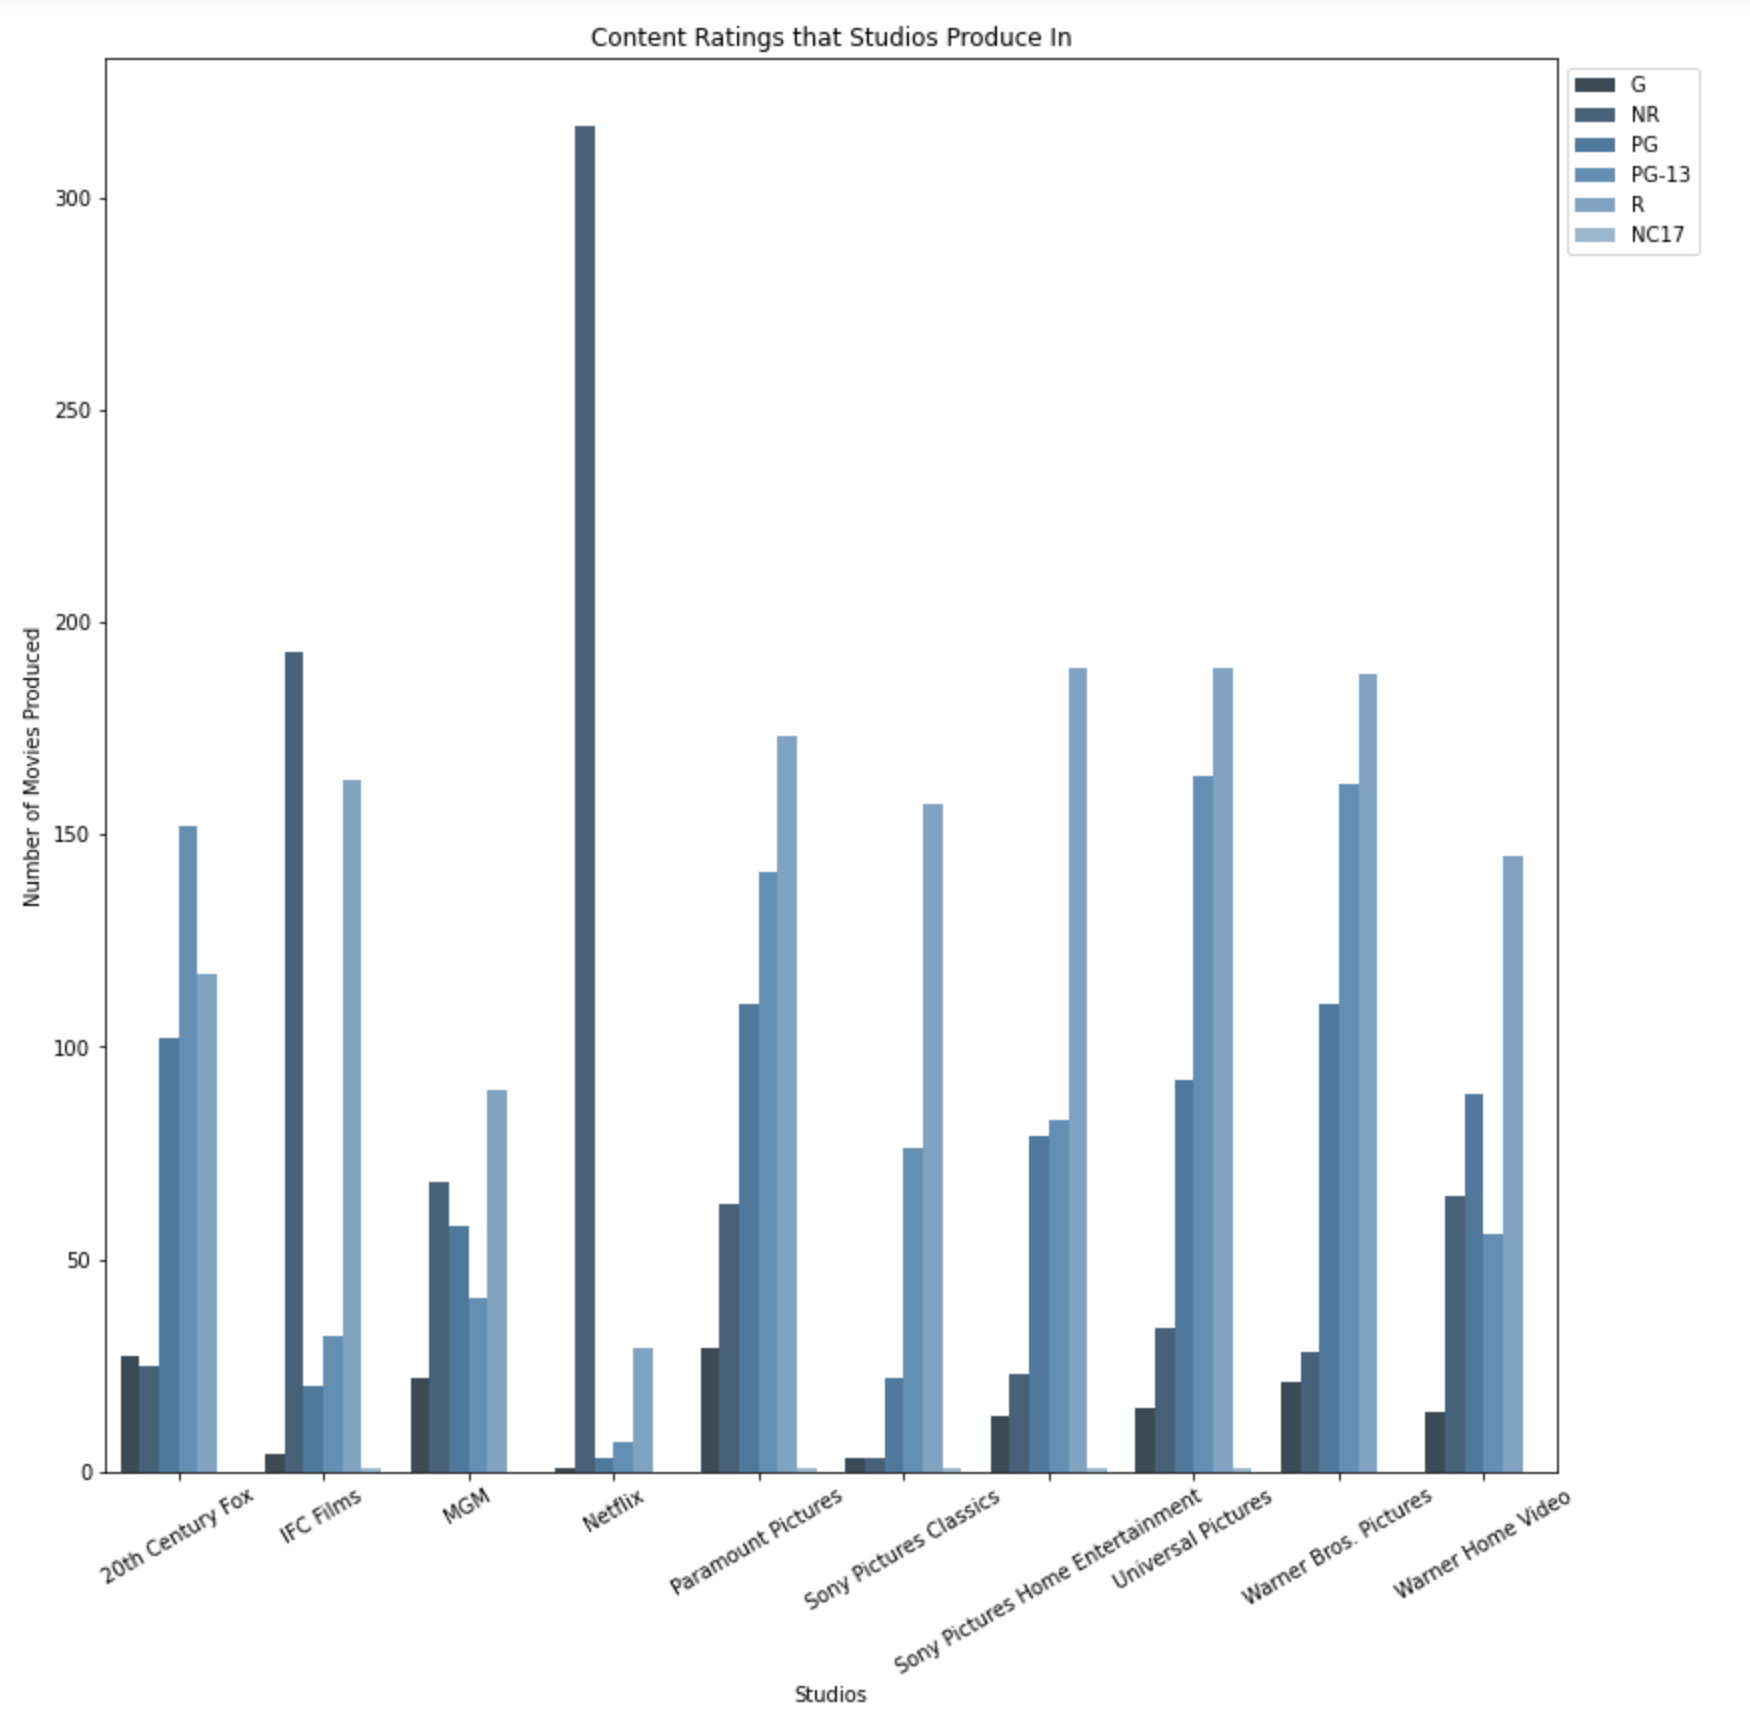 Content Ratings that Studios Produce In
G
NR
PG
PG-13
R
NC17
300
250
200
150
100
50
0
Number of Movies Produced
20th Century Fox
IFC Films
MGM
Netflix
Paramount Pictures
Sony Pictures Classics
Sony Pictures Home Entertainment
Universal Pictures
Warner Bros. Pictures
Warner Home Video
Studios